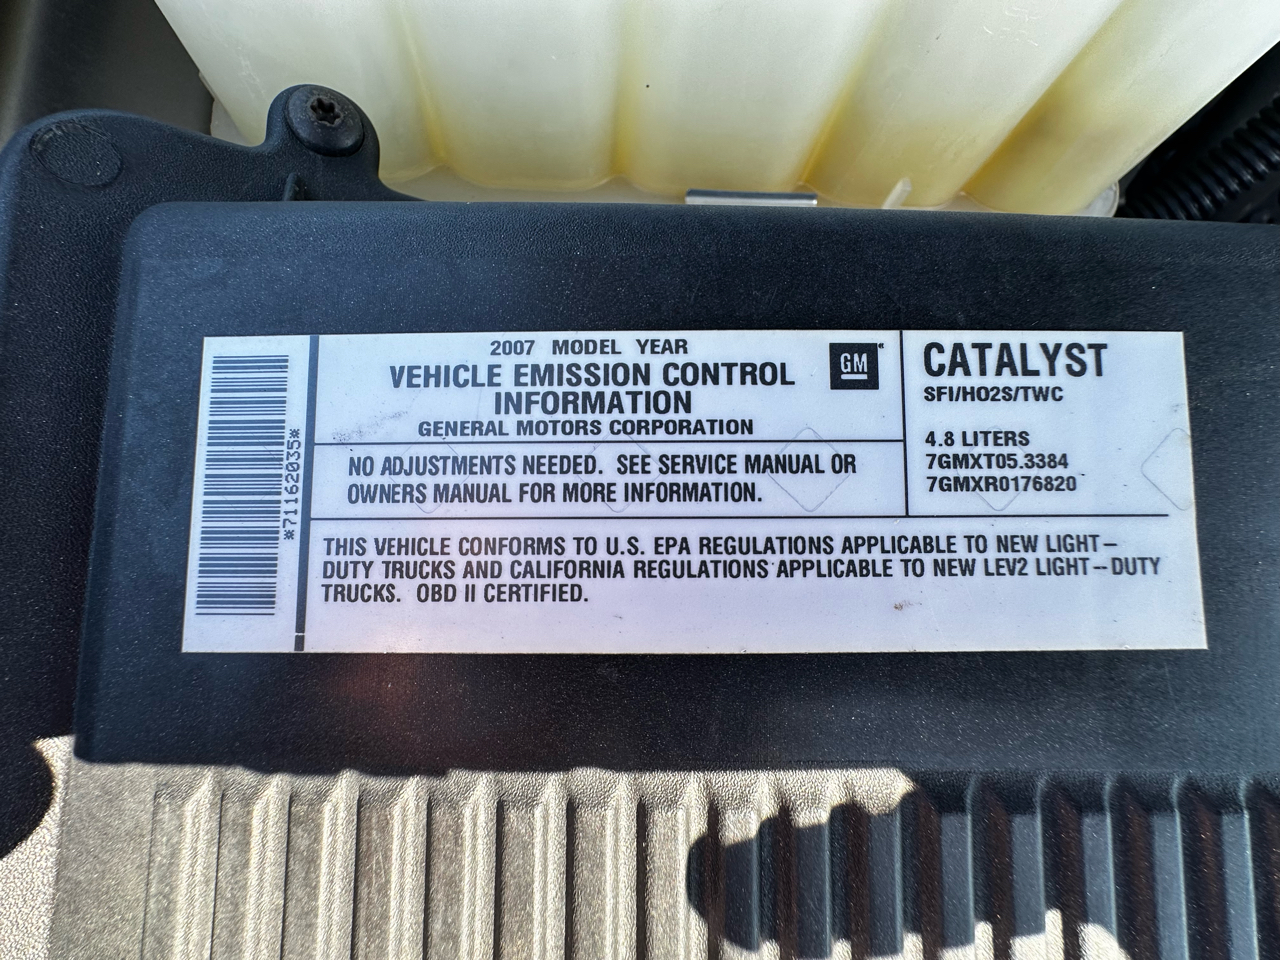 *71162035*
2007 MODEL YEAR
VEHICLE EMISSION CONTROL
INFORMATION
GENERAL MOTORS CORPORATION
GM
NO ADJUSTMENTS NEEDED. SEE SERVICE MANUAL OR
OWNERS MANUAL FOR MORE INFORMATION.
CATALYST
SFI/HO2S/TWC
4.8 LITERS
7GMXT05.3384
7GMXR0176820
THIS VEHICLE CONFORMS TO U.S. EPA REGULATIONS APPLICABLE TO NEW LIGHT-
DUTY TRUCKS AND CALIFORNIA REGULATIONS APPLICABLE TO NEW LEV2 LIGHT-DUTY
TRUCKS. OBD II CERTIFIED.